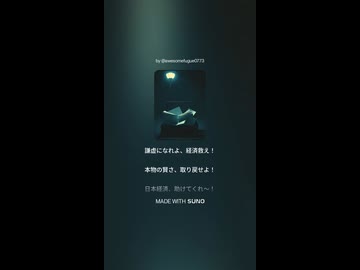 by @awesomefugue0773
謙虚になれよ、経済救え！
本物の賢さ、取り戻せよ！
日本経済、助けてくれ〜！
MADE WITH SUNO